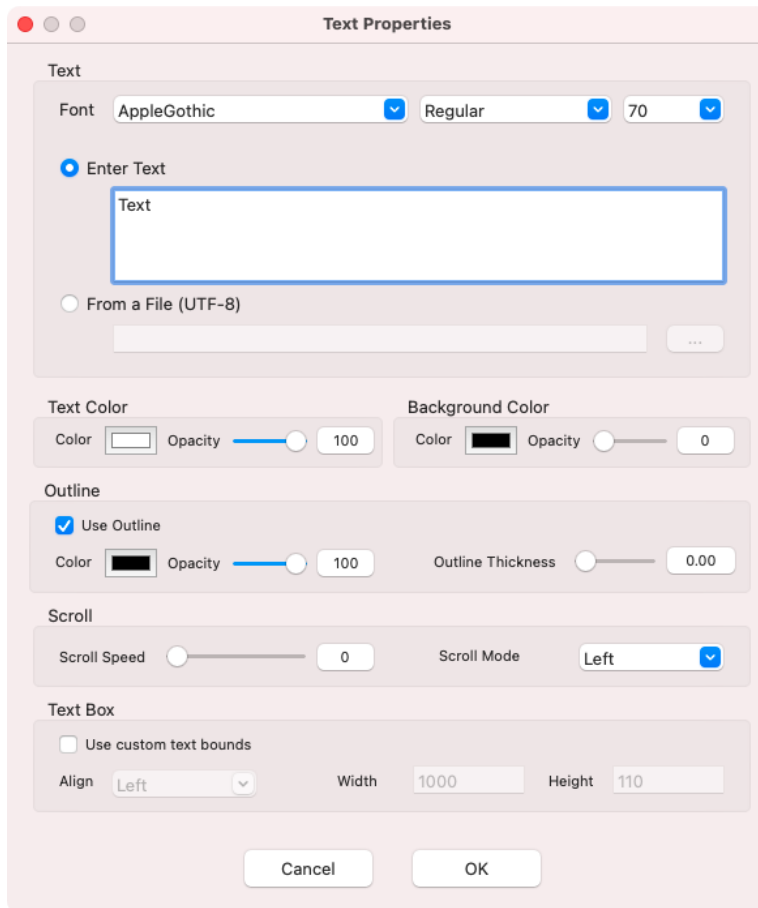 Text Properties
Text
Font AppleGothic Regular 70
Enter Text
Text
From a File (UTF-8)
...
Text Color Background Color
Color Opacity 100 Color Opacity 0
Outline
Use Outline
Color Opacity 100 Outline Thickness 0.00
Scroll
Scroll Speed 0 Scroll Mode Left
Text Box
Use custom text bounds
Align Left Width 1000 Height 110
Cancel OK